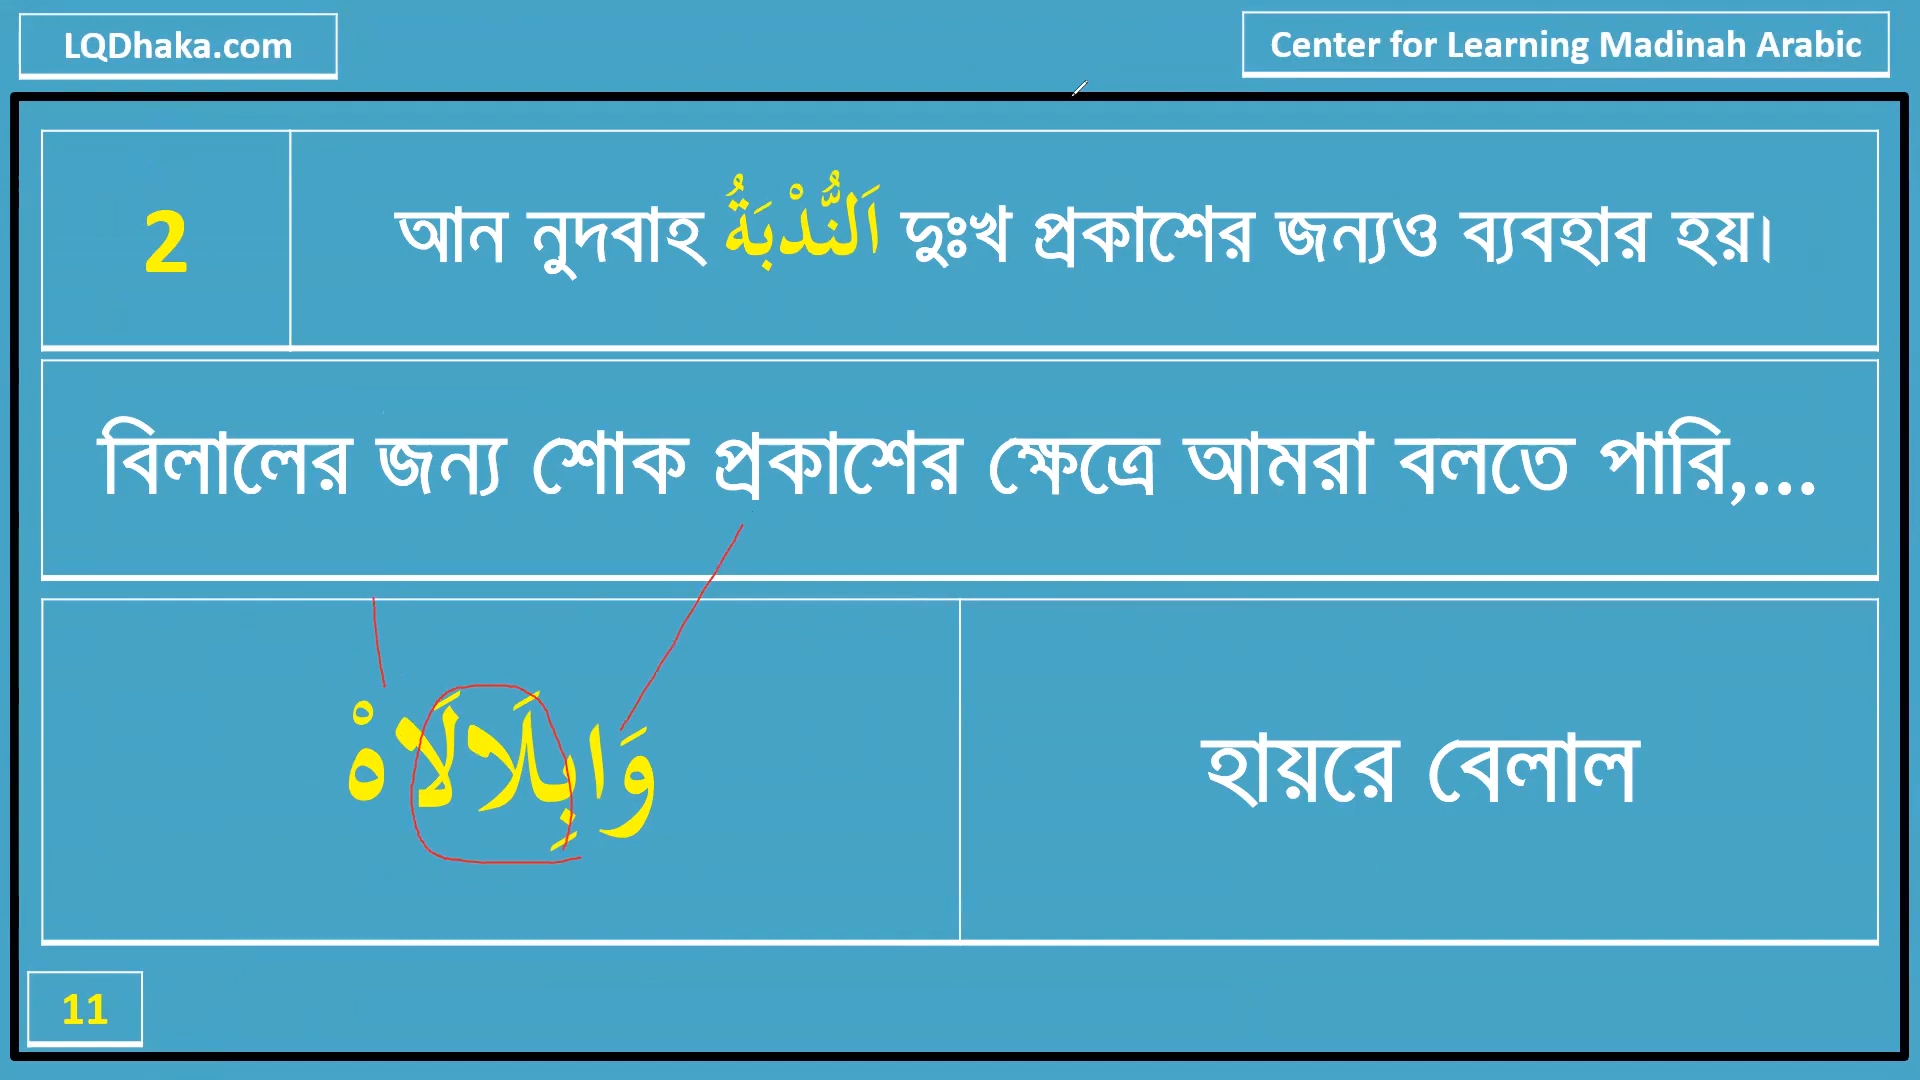 LQDhaka.com
Center for Learning Madinah Arabic
2
আন নুদবাহ اَلنُّدْبَةُ দুঃখ প্রকাশের জন্যও ব্যবহার হয়।
বিলালের জন্য শোক প্রকাশের ক্ষেত্রে আমরা বলতে পারি,...
وَابِلَالَاهْ
হায়রে বেলাল
11